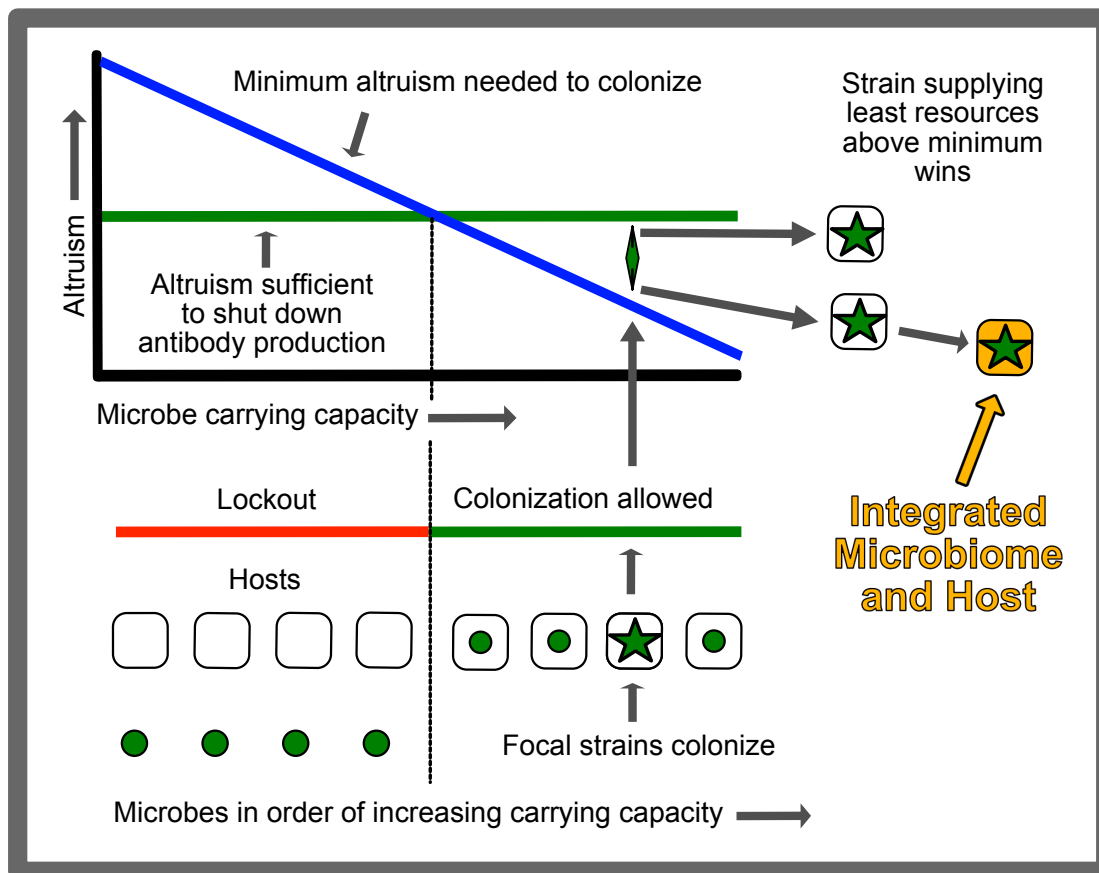 Minimum altruism needed to colonize
Strain supplying
least resources
above minimum
wins
Altruism
Altruism sufficient
to shut down
antibody production
Microbe carrying capacity
Lockout
Colonization allowed
Integrated
Microbiome
and Host
Hosts
Focal strains colonize
Microbes in order of increasing carrying capacity